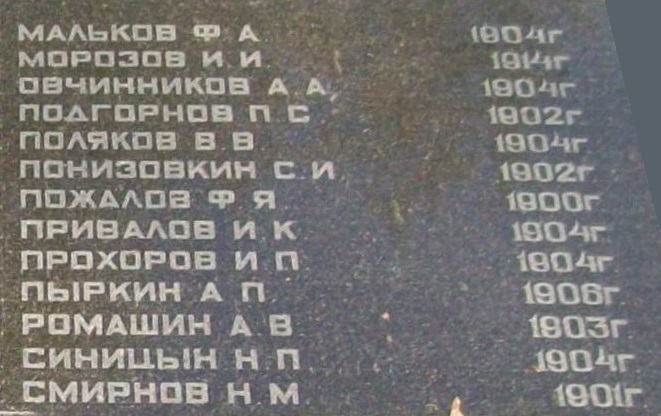 МАЛЬКОВ Ф.А. 1904г
МОРОЗОВ И.И. 1914г
ОВЧИННИКОВ А.А. 1904г
ПОДГОРНОВ П.С. 1902г
ПОЛЯКОВ В.В. 1904г
ПОНИЗОВКИН С.И. 1902г
ПОЖАЛОВ Ф.Я. 1900г
ПРИВАЛОВ И.К. 1904г
ПРОХОРОВ И.П. 1904г
ПЫРКИН А.П. 1906г
РОМАШИН А.В. 1903г
СИНИЦЫН Н.П. 1904г
СМИРНОВ Н.М. 1901г